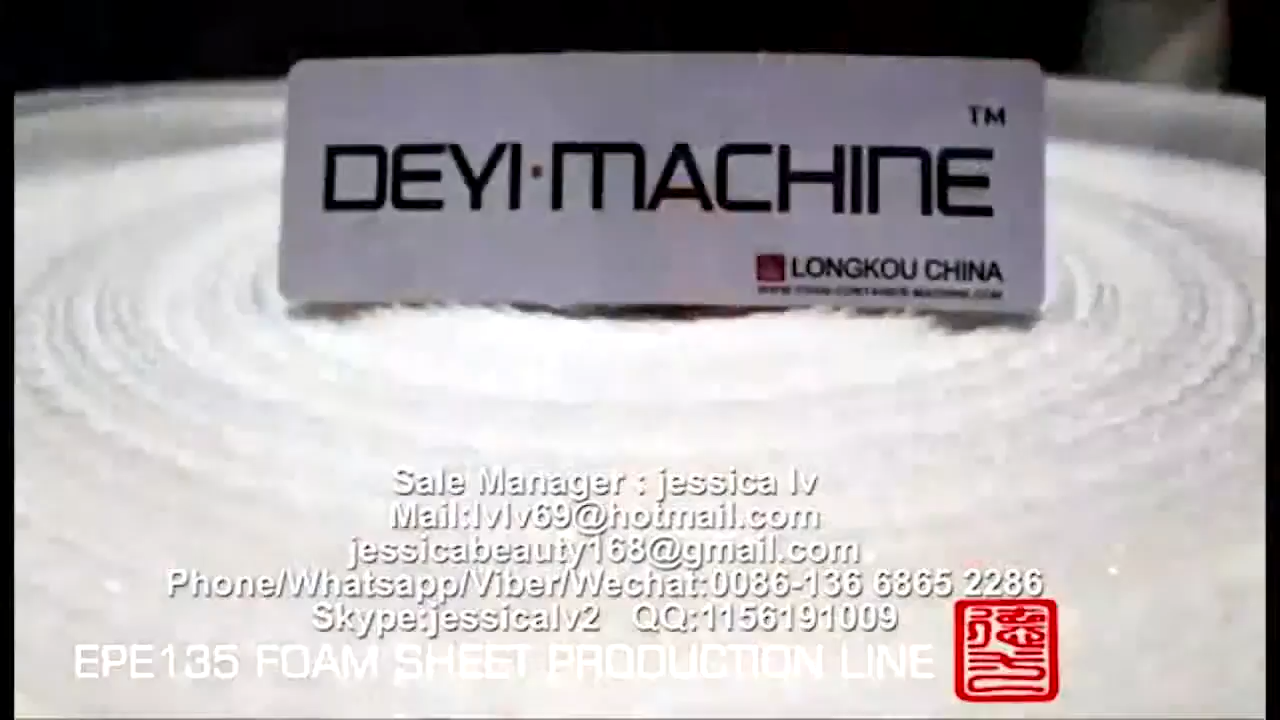 TM
DEYI·MACHINE
LONGKOU CHINA
Sale Manager : jessica lv
Mail:lvlv69@hotmail.com
jessicabeauty168@gmail.com
Phone/Whatsapp/Viber/Wechat:0086-136 6865 2286
Skype:jessicalv2 QQ:1156191009
EPE135 FOAM SHEET PRODUCTION LINE